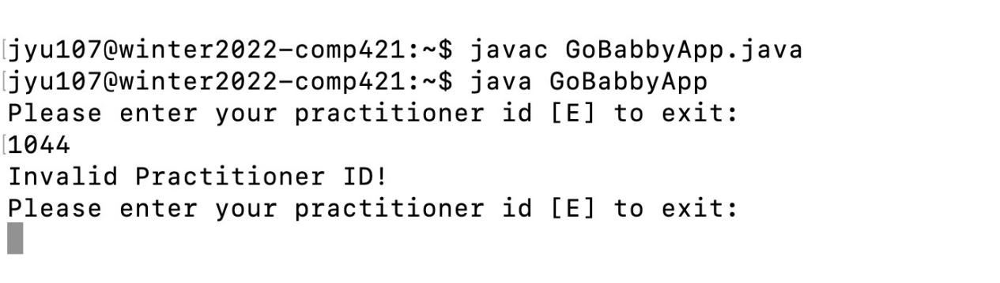 jyu107@winter2022-comp421:~$ javac GoBabbyApp.java
jyu107@winter2022-comp421:~$ java GoBabbyApp
Please enter your practitioner id [E] to exit:
1044
Invalid Practitioner ID!
Please enter your practitioner id [E] to exit: